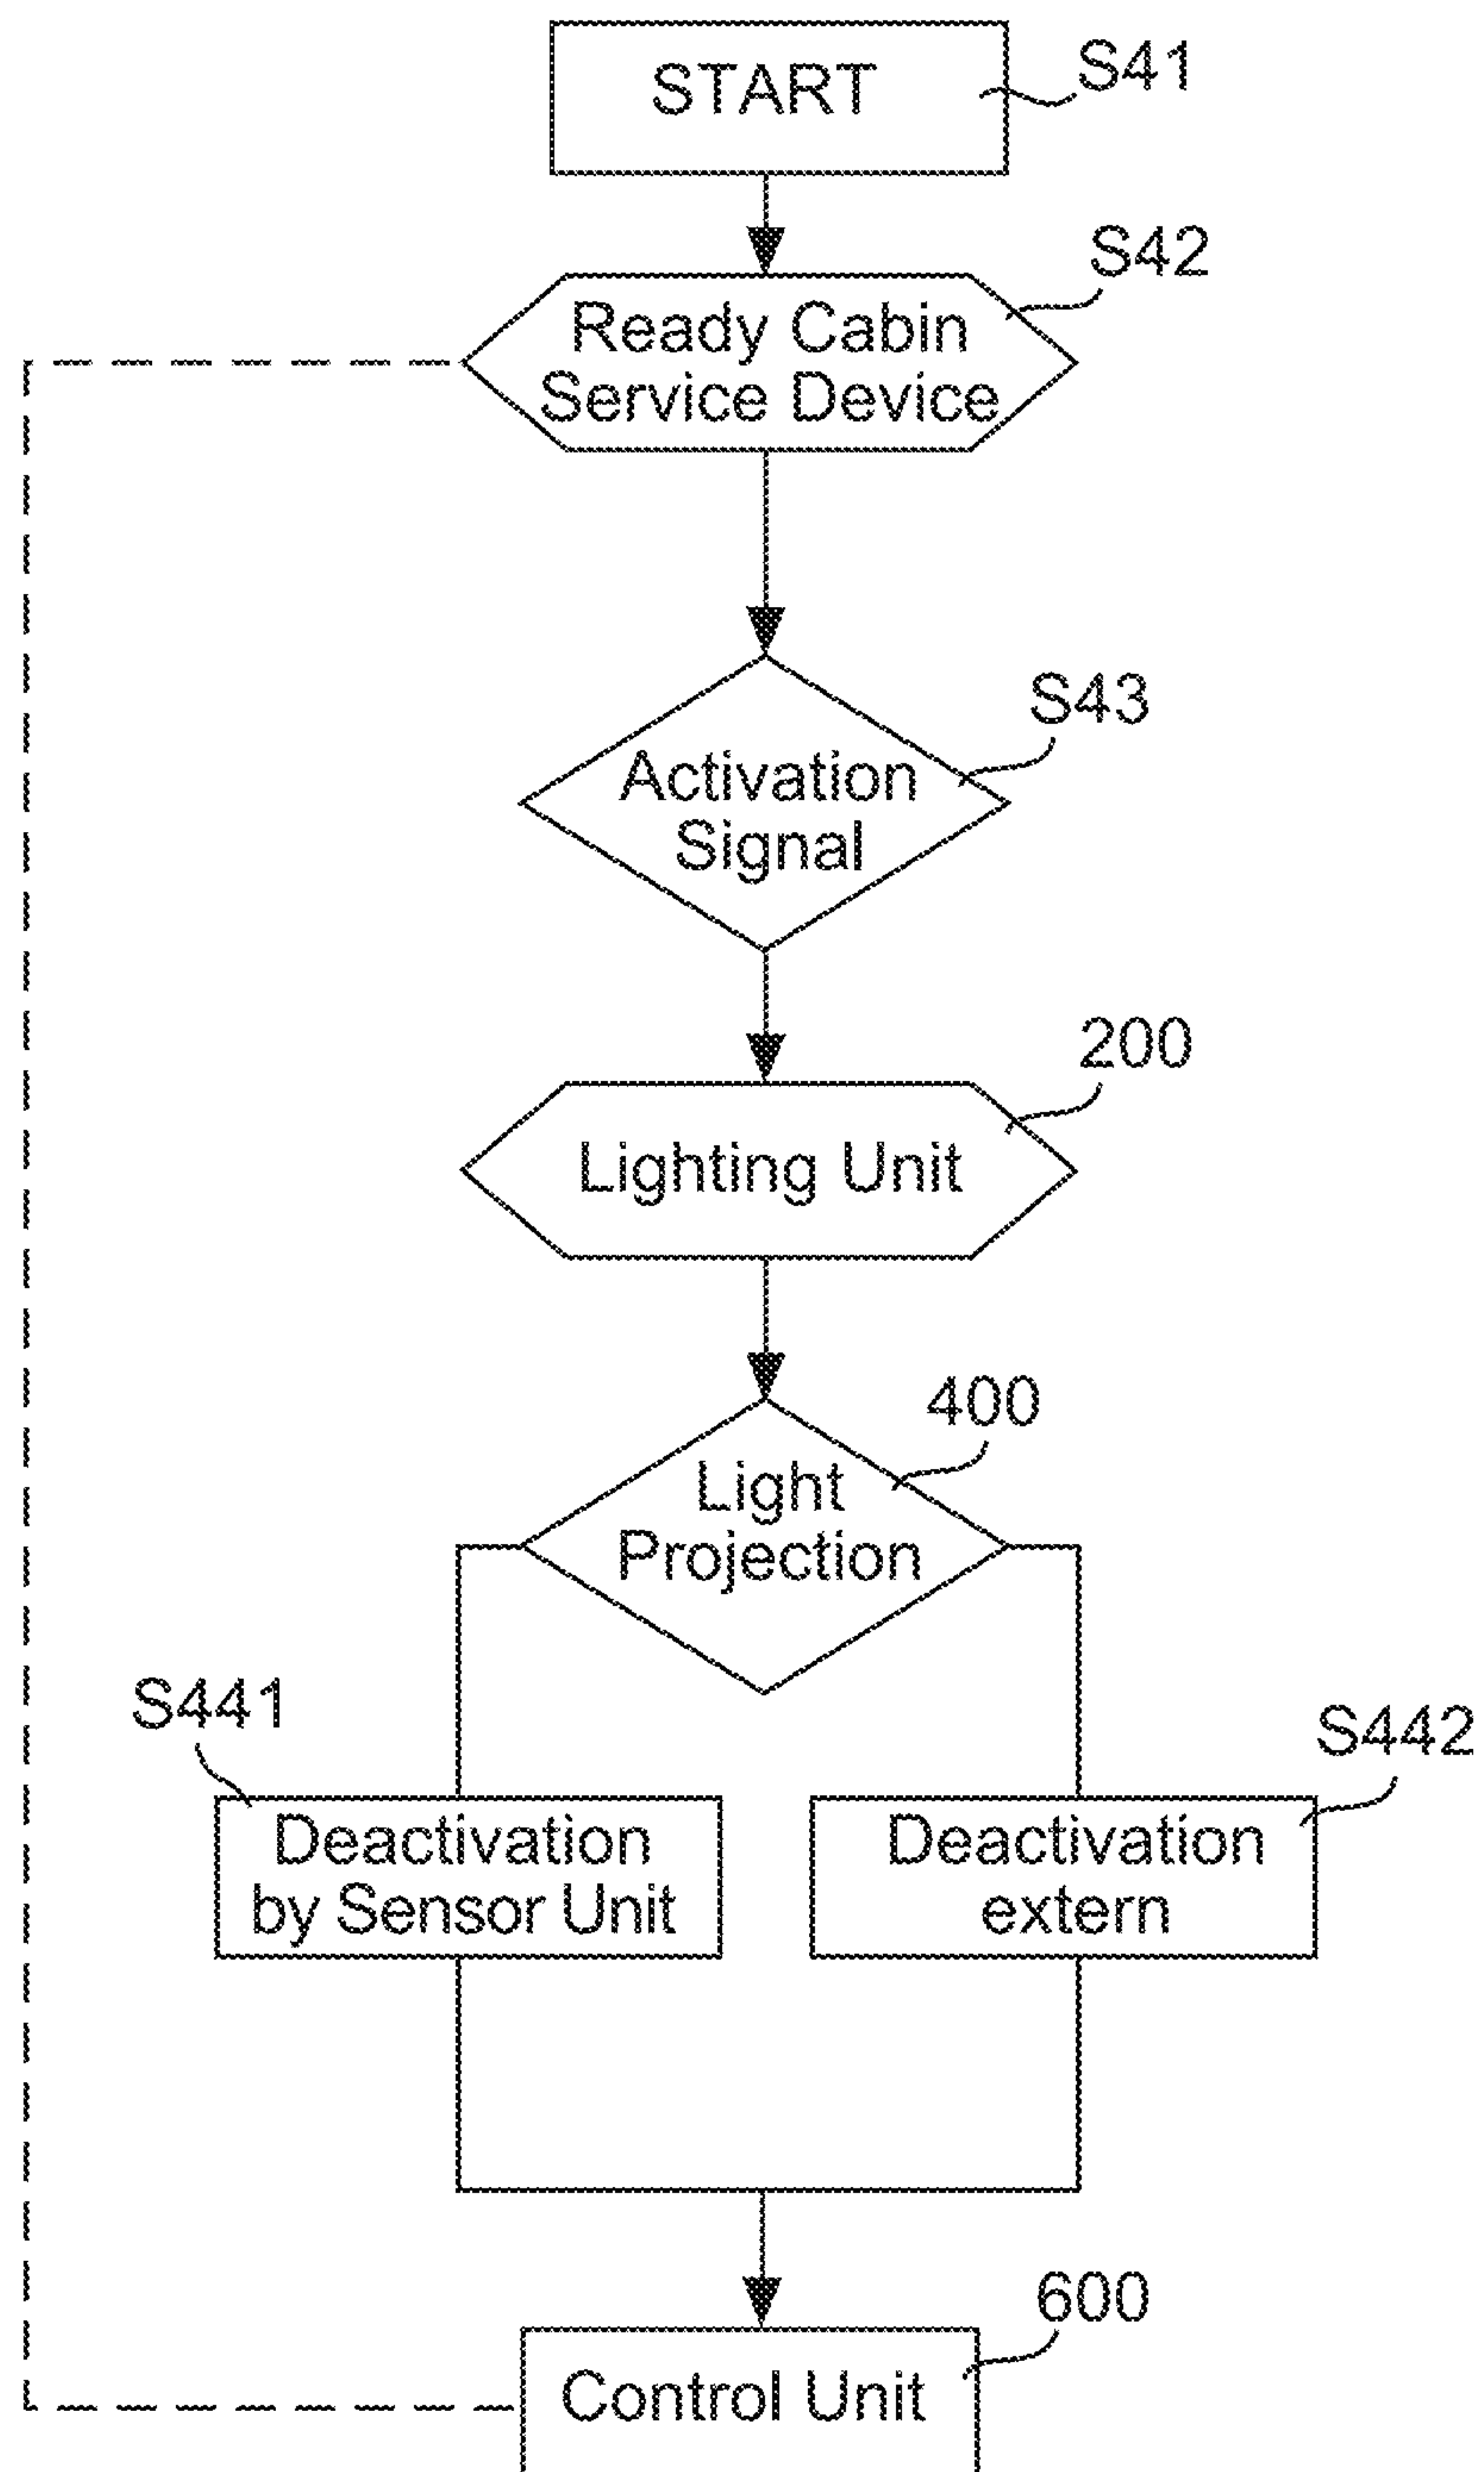 START
S41
S42
Ready Cabin
Service Device
S43
Activation
Signal
200
Lighting Unit
400
Light
Projection
S441
S442
Deactivation
by Sensor Unit
Deactivation
extern
600
Control Unit